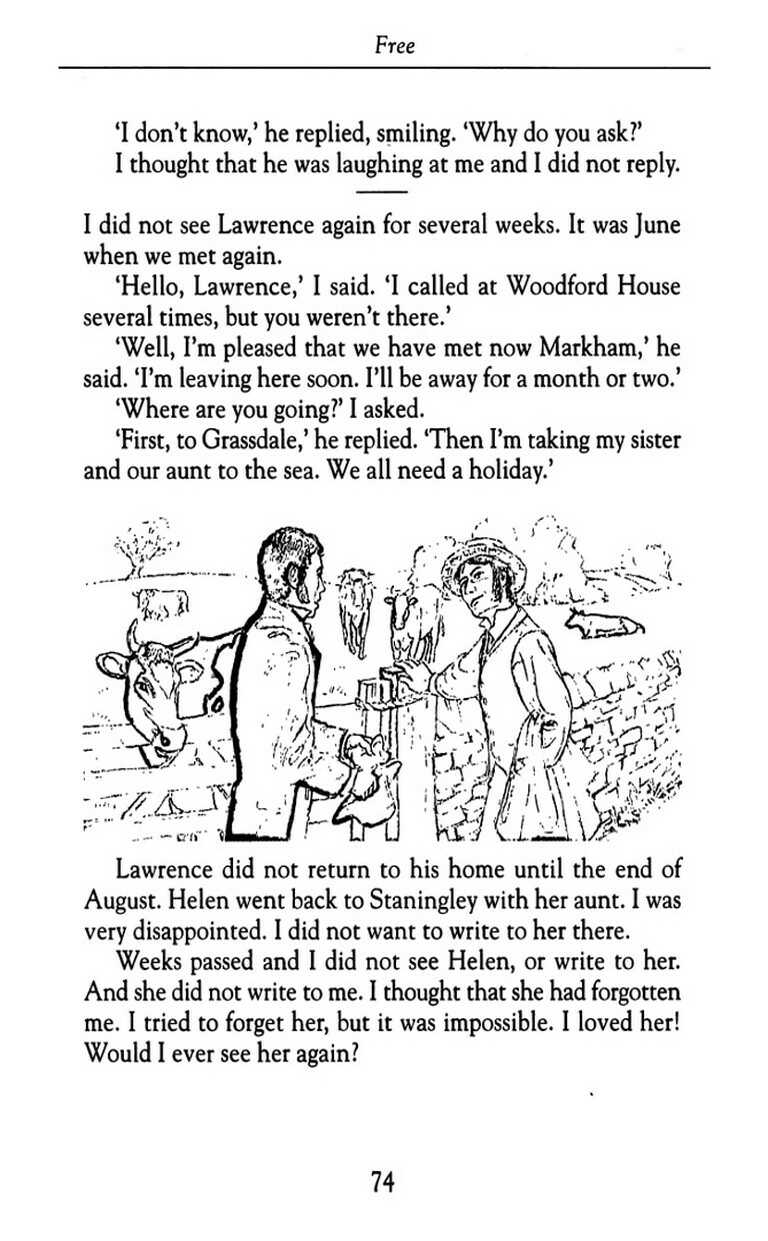 Free
‘I don’t know,’ he replied, smiling. ‘Why do you ask?’
I thought that he was laughing at me and I did not reply.
I did not see Lawrence again for several weeks. It was June
when we met again.
‘Hello, Lawrence,’ I said. ‘I called at Woodford House
several times, but you weren’t there.’
‘Well, I’m pleased that we have met now Markham,’ he
said. ‘I’m leaving here soon. I’ll be away for a month or two.’
‘Where are you going?’ I asked.
‘First, to Grassdale,’ he replied. ‘Then I’m taking my sister
and our aunt to the sea. We all need a holiday.’
Lawrence did not return to his home until the end of
August. Helen went back to Staningley with her aunt. I was
very disappointed. I did not want to write to her there.
Weeks passed and I did not see Helen, or write to her.
And she did not write to me. I thought that she had forgotten
me. I tried to forget her, but it was impossible. I loved her!
Would I ever see her again?
74